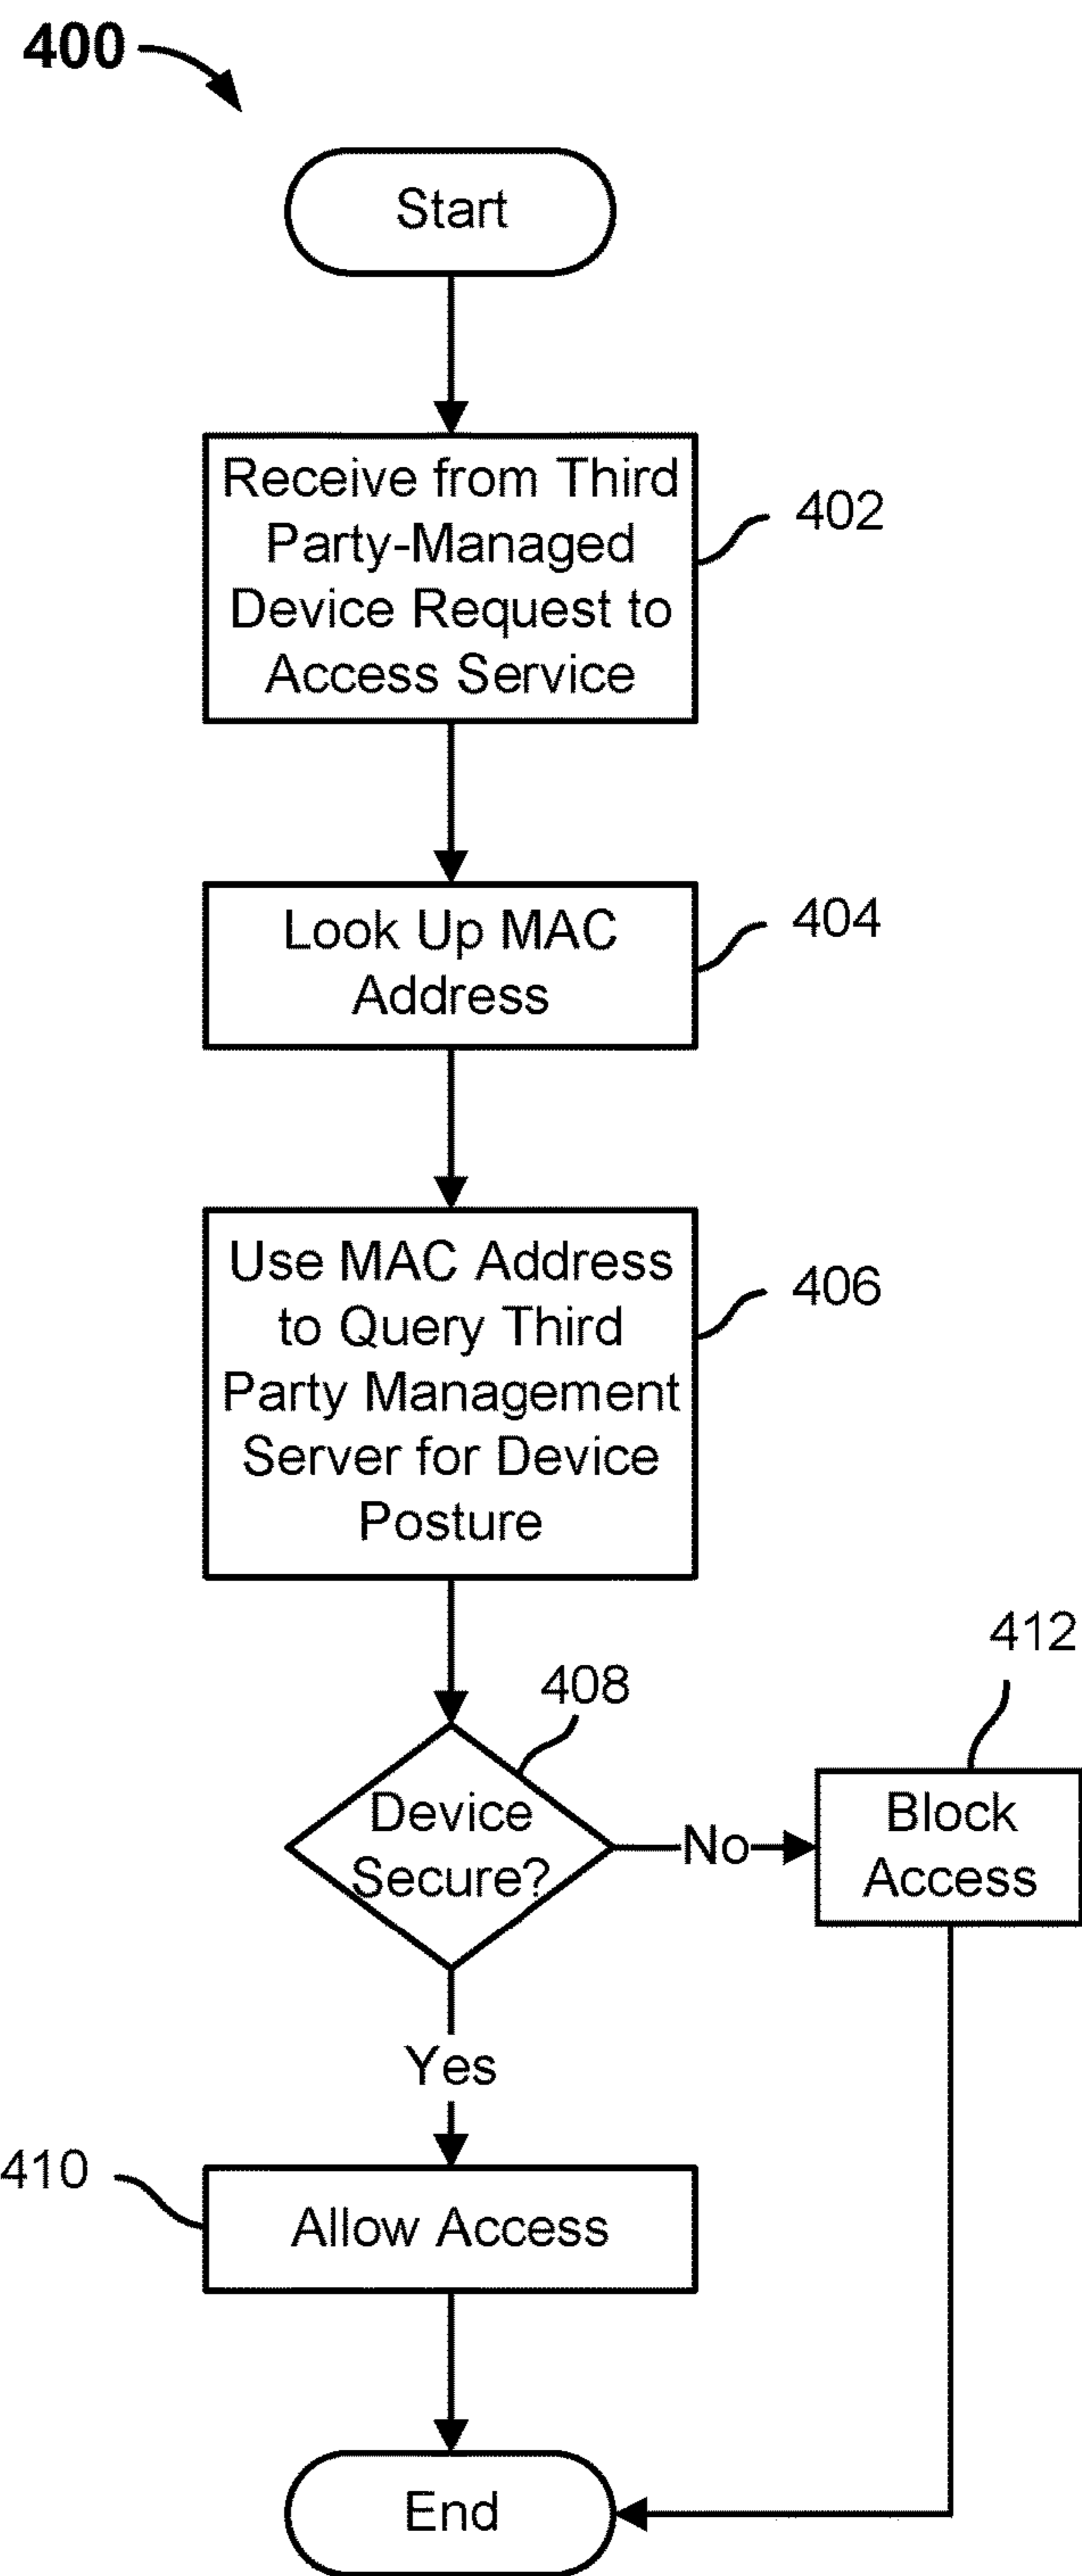 400
Start
Receive from Third
Party-Managed
Device Request to
Access Service
402
Look Up MAC
Address
404
Use MAC Address
to Query Third
Party Management
Server for Device
Posture
406
408
Device
Secure?
No
412
Block
Access
Yes
410
Allow Access
End